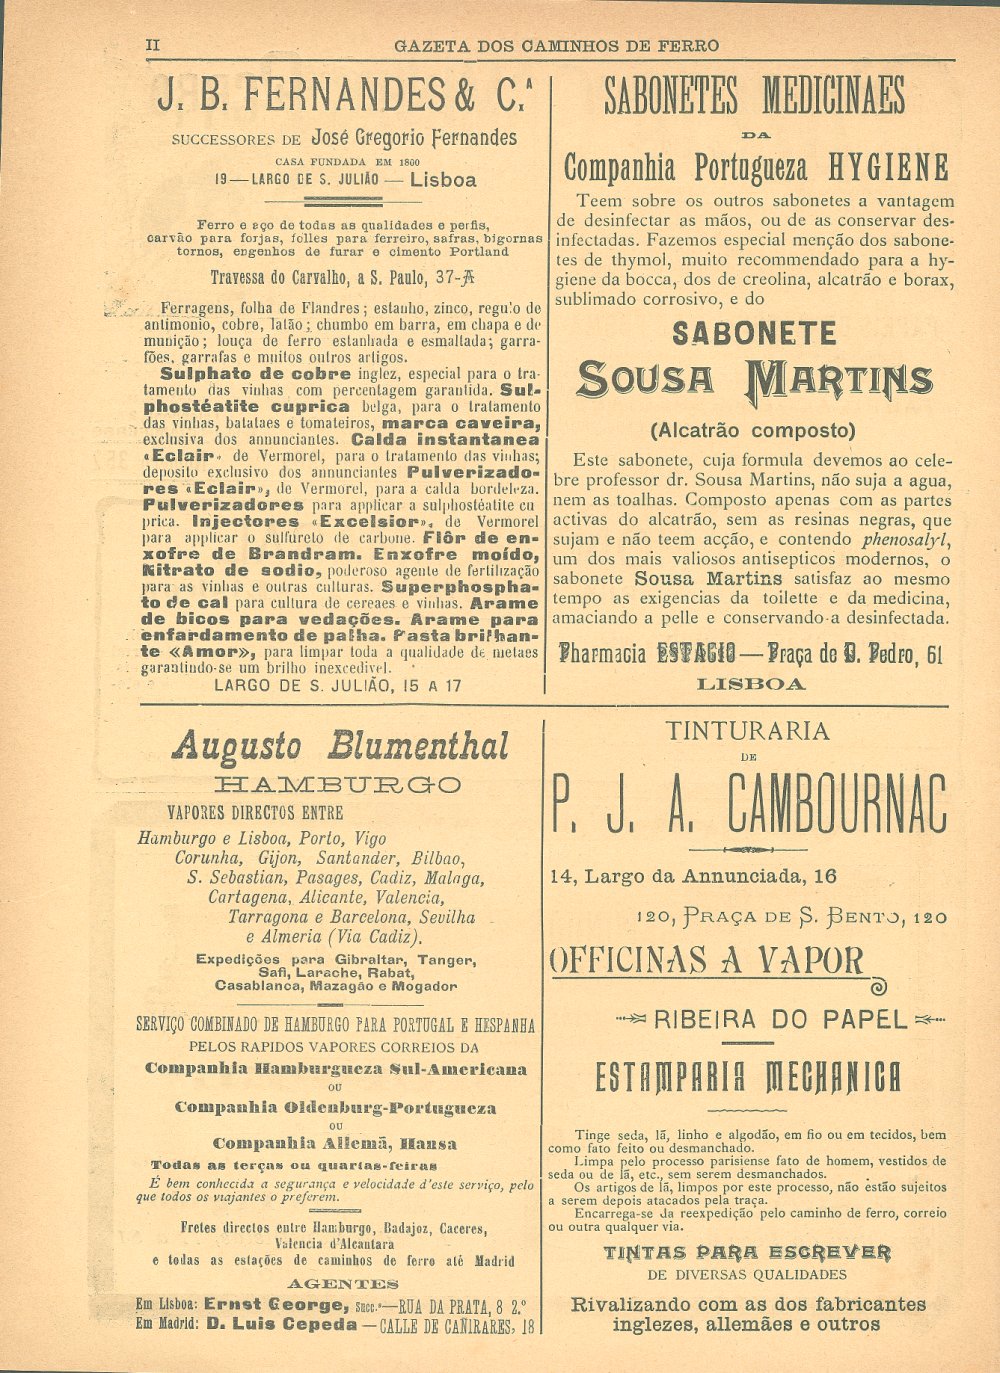 II
GAZETA DOS CAMINHOS DE FERRO
J. B. FERNANDES & C.ᴬ
SUCCESSORES DE José Gregorio Fernandes
CASA FUNDADA EM 1800
19—LARGO DE S. JULIÃO — Lisboa
Ferro e aço de todas as qualidades e perfis,
carvão para forjas, folles para ferreiro, safras, bigornas
tornos, engenhos de furar e cimento Portland
Travessa do Carvalho, a S. Paulo, 37-A
Ferragens, folha de Flandres; estanho, zinco, regulo de
antimonio, cobre, latão; chumbo em barra, em chapa e de
munição; louça de ferro estanhada e esmaltada; garra-
fões, garrafas e muitos outros artigos.
Sulphato de cobre inglez, especial para o tra-
tamento das vinhas com percentagem garantida. Sul-
phostéatite cuprica belga, para o tratamento
das vinhas, batataes e tomateiros, marca caveira,
exclusiva dos annunciantes. Calda instantanea
«Eclair» de Vermorel, para o tratamento das vinhas;
deposito exclusivo dos annunciantes Pulverizado-
res «Eclair», de Vermorel, para a calda bordeleza.
Pulverizadores para applicar a sulphostéatite cu
prica. Injectores «Excelsior», de Vermorel
para applicar o sulfureto de carbone. Flôr de en-
xofre de Brandram. Enxofre moído,
Nitrato de sodio, poderoso agente de fertilização
para as vinhas e outras culturas. Superphospha-
to de cal para cultura de cereaes e vinhas. Arame
de bicos para vedações. Arame para
enfardamento de palha. Pasta brilhan-
te «Amor», para limpar toda a qualidade de metaes
garantindo-se um brilho inexcedivel.
LARGO DE S. JULIÃO, 15 A 17
SABONETES MEDICINAES
DA
Companhia Portugueza HYGIENE
Teem sobre os outros sabonetes a vantagem
de desinfectar as mãos, ou de as conservar des-
infectadas. Fazemos especial menção dos sabone-
tes de thymol, muito recommendado para a hy-
giene da bocca, dos de creolina, alcatrão e borax,
sublimado corrosivo, e do
SABONETE
SOUSA MARTINS
(Alcatrão composto)
Este sabonete, cuja formula devemos ao cele-
bre professor dr. Sousa Martins, não suja a agua,
nem as toalhas. Composto apenas com as partes
activas do alcatrão, sem as resinas negras, que
sujam e não teem acção, e contendo phenosalyl,
um dos mais valiosos antisepticos modernos, o
sabonete Sousa Martins satisfaz ao mesmo
tempo as exigencias da toilette e da medicina,
amaciando a pelle e conservando-a desinfectada.
Pharmacia ESTACIO — Praça de D. Pedro, 61
LISBOA
Augusto Blumenthal
HAMBURGO
VAPORES DIRECTOS ENTRE
Hamburgo e Lisboa, Porto, Vigo
Corunha, Gijon, Santander, Bilbao,
S. Sebastian, Pasages, Cadiz, Malaga,
Cartagena, Alicante, Valencia,
Tarragona e Barcelona, Sevilha
e Almeria (Via Cadiz).
Expedições para Gibraltar, Tanger,
Safi, Larache, Rabat,
Casablanca, Mazagão e Mogador
SERVIÇO COMBINADO DE HAMBURGO PARA PORTUGAL E HESPANHA
PELOS RAPIDOS VAPORES CORREIOS DA
Companhia Hamburgueza Sul-Americana
OU
Companhia Oldenburg-Portugueza
OU
Companhia Allemã, Hansa
Todas as terças ou quartas-feiras
É bem conhecida a segurança e velocidade d'este serviço, pelo
que todos os viajantes o preferem.
Fretes directos entre Hamburgo, Badajoz, Caceres,
Valencia d'Alcantara
e todas as estações de caminhos de ferro até Madrid
AGENTES
Em Lisboa: Ernst George, Succ.ᵒ—RUA DA PRATA, 8 2.º
Em Madrid: D. Luis Cepeda — CALLE DE CAÑIRARES, 18
TINTURARIA
DE
P. J. A. CAMBOURNAC
14, Largo da Annunciada, 16
120, PRAÇA DE S. BENTO, 120
OFFICINAS A VAPOR
RIBEIRA DO PAPEL
ESTAMPARIA MECHANICA
Tinge seda, lã, linho e algodão, em fio ou em tecidos, bem
como fato feito ou desmanchado.
Limpa pelo processo parisiense fato de homem, vestidos de
seda ou de lã, etc., sem serem desmanchados.
Os artigos de lã, limpos por este processo, não estão sujeitos
a serem depois atacados pela traça.
Encarrega-se da reexpedição pelo caminho de ferro, correio
ou outra qualquer via.
TINTAS PARA ESCREVER
DE DIVERSAS QUALIDADES
Rivalizando com as dos fabricantes
inglezes, allemães e outros